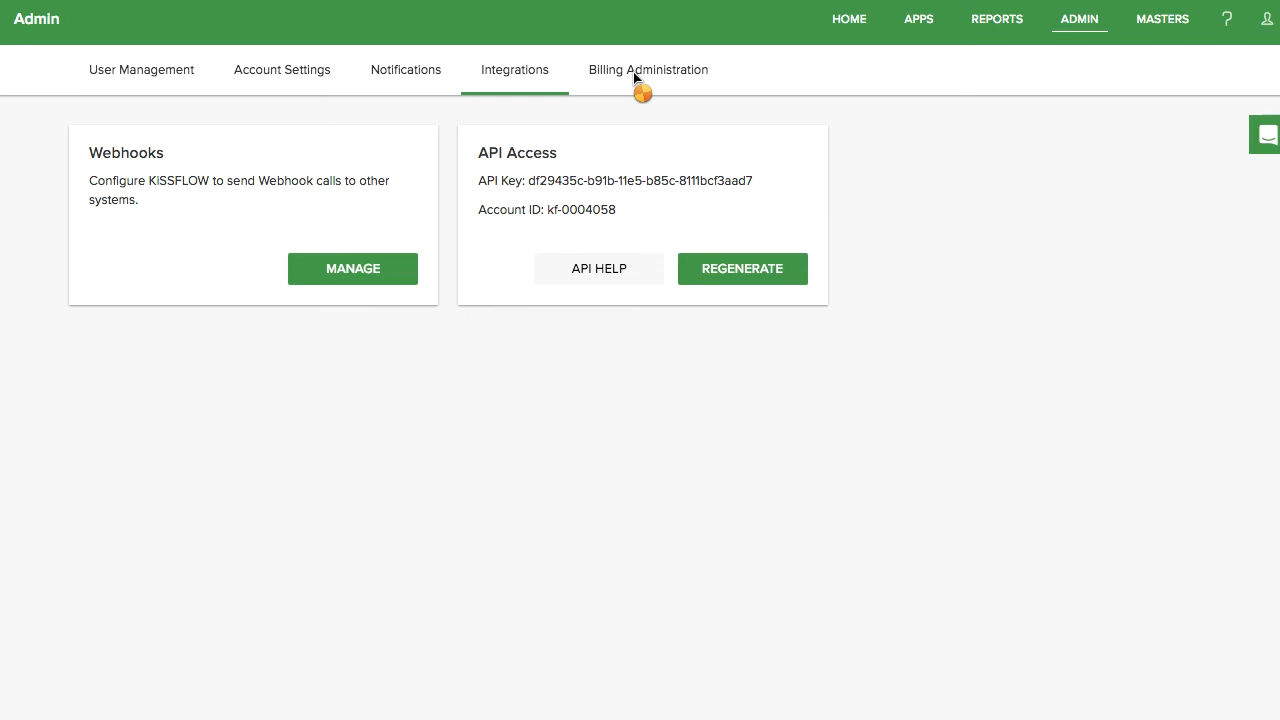 Admin
HOME
APPS
REPORTS
ADMIN
MASTERS
?
User Management
Account Settings
Notifications
Integrations
Billing Administration
Webhooks
Configure KiSSFLOW to send Webhook calls to other
systems.
MANAGE
API Access
API Key: df29435c-b91b-11e5-b85c-8111bcf3aad7
Account ID: kf-0004058
API HELP
REGENERATE